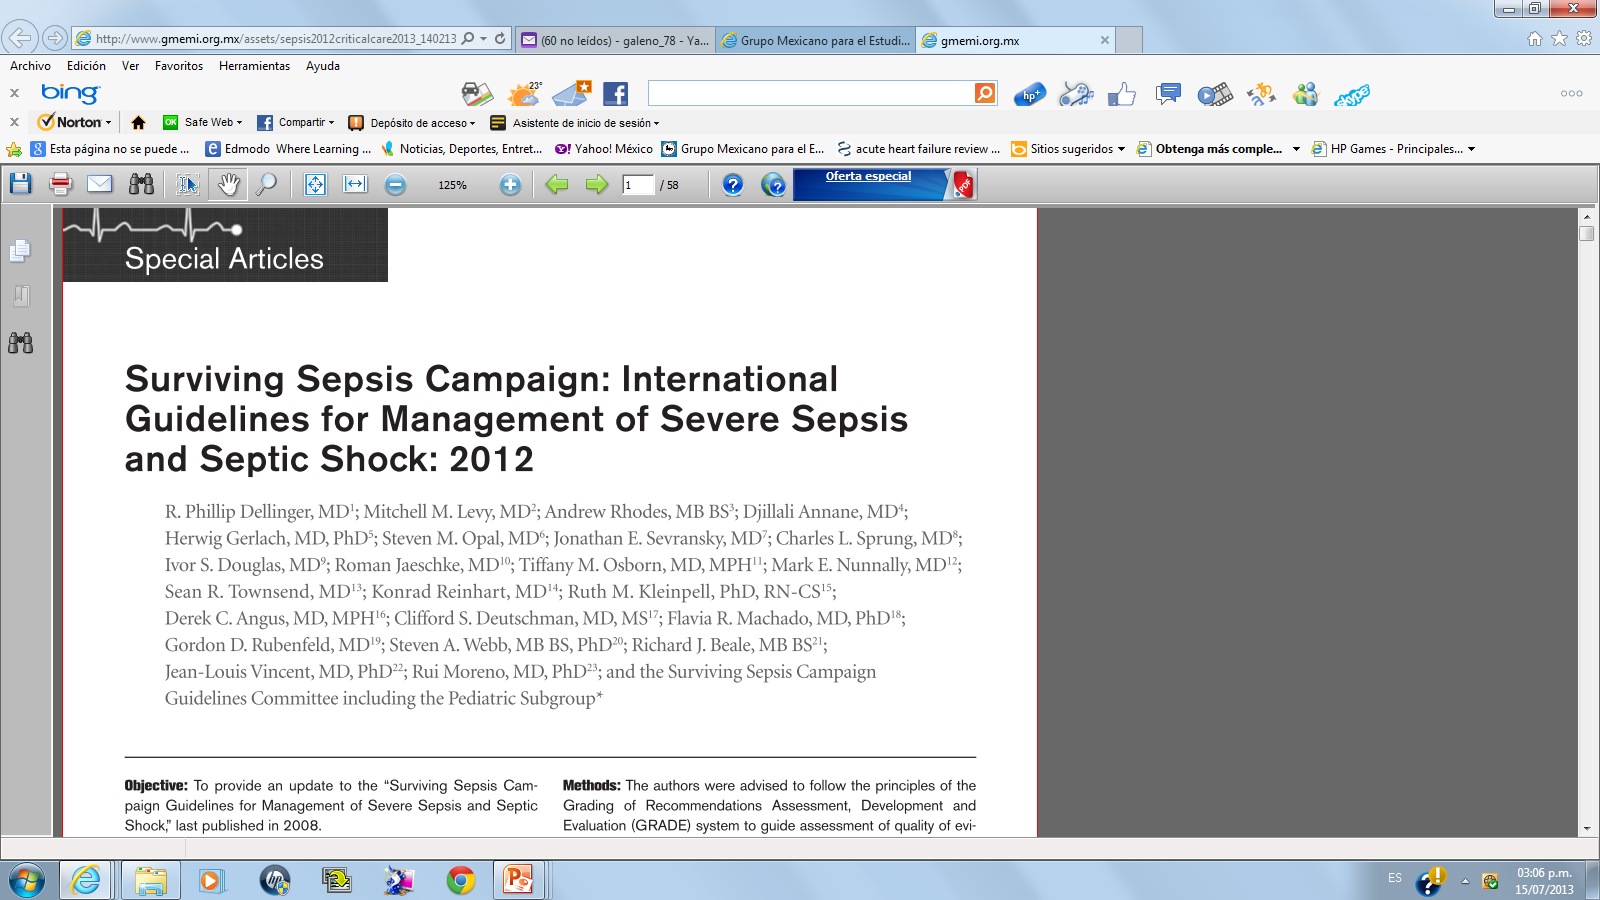 http://www.gmemi.org.mx/assets/sepsis2012criticalcare2013_140213
(60 no leídos) - galeno_78 - Ya...
Grupo Mexicano para el Estudi...
gmemi.org.mx
Archivo Edición Ver Favoritos Herramientas Ayuda
x bing 23° hp+ skype
x Norton Safe Web Compartir Depósito de acceso Asistente de inicio de sesión
Esta página no se puede ... Edmodo Where Learning ... Noticias, Deportes, Entret... Yahoo! México Grupo Mexicano para el E... acute heart failure review ... Sitios sugeridos Obtenga más comple... HP Games - Principales...
125% 1 / 58 Oferta especial PDF
Special Articles
Surviving Sepsis Campaign: International
Guidelines for Management of Severe Sepsis
and Septic Shock: 2012
R. Phillip Dellinger, MD1; Mitchell M. Levy, MD2; Andrew Rhodes, MB BS3; Djillali Annane, MD4;
Herwig Gerlach, MD, PhD5; Steven M. Opal, MD6; Jonathan E. Sevransky, MD7; Charles L. Sprung, MD8;
Ivor S. Douglas, MD9; Roman Jaeschke, MD10; Tiffany M. Osborn, MD, MPH11; Mark E. Nunnally, MD12;
Sean R. Townsend, MD13; Konrad Reinhart, MD14; Ruth M. Kleinpell, PhD, RN-CS15;
Derek C. Angus, MD, MPH16; Clifford S. Deutschman, MD, MS17; Flavia R. Machado, MD, PhD18;
Gordon D. Rubenfeld, MD19; Steven A. Webb, MB BS, PhD20; Richard J. Beale, MB BS21;
Jean-Louis Vincent, MD, PhD22; Rui Moreno, MD, PhD23; and the Surviving Sepsis Campaign
Guidelines Committee including the Pediatric Subgroup*
Objective: To provide an update to the “Surviving Sepsis Cam-
paign Guidelines for Management of Severe Sepsis and Septic
Shock,” last published in 2008.
Methods: The authors were advised to follow the principles of the
Grading of Recommendations Assessment, Development and
Evaluation (GRADE) system to guide assessment of quality of evi-
ES
03:06 p.m.
15/07/2013